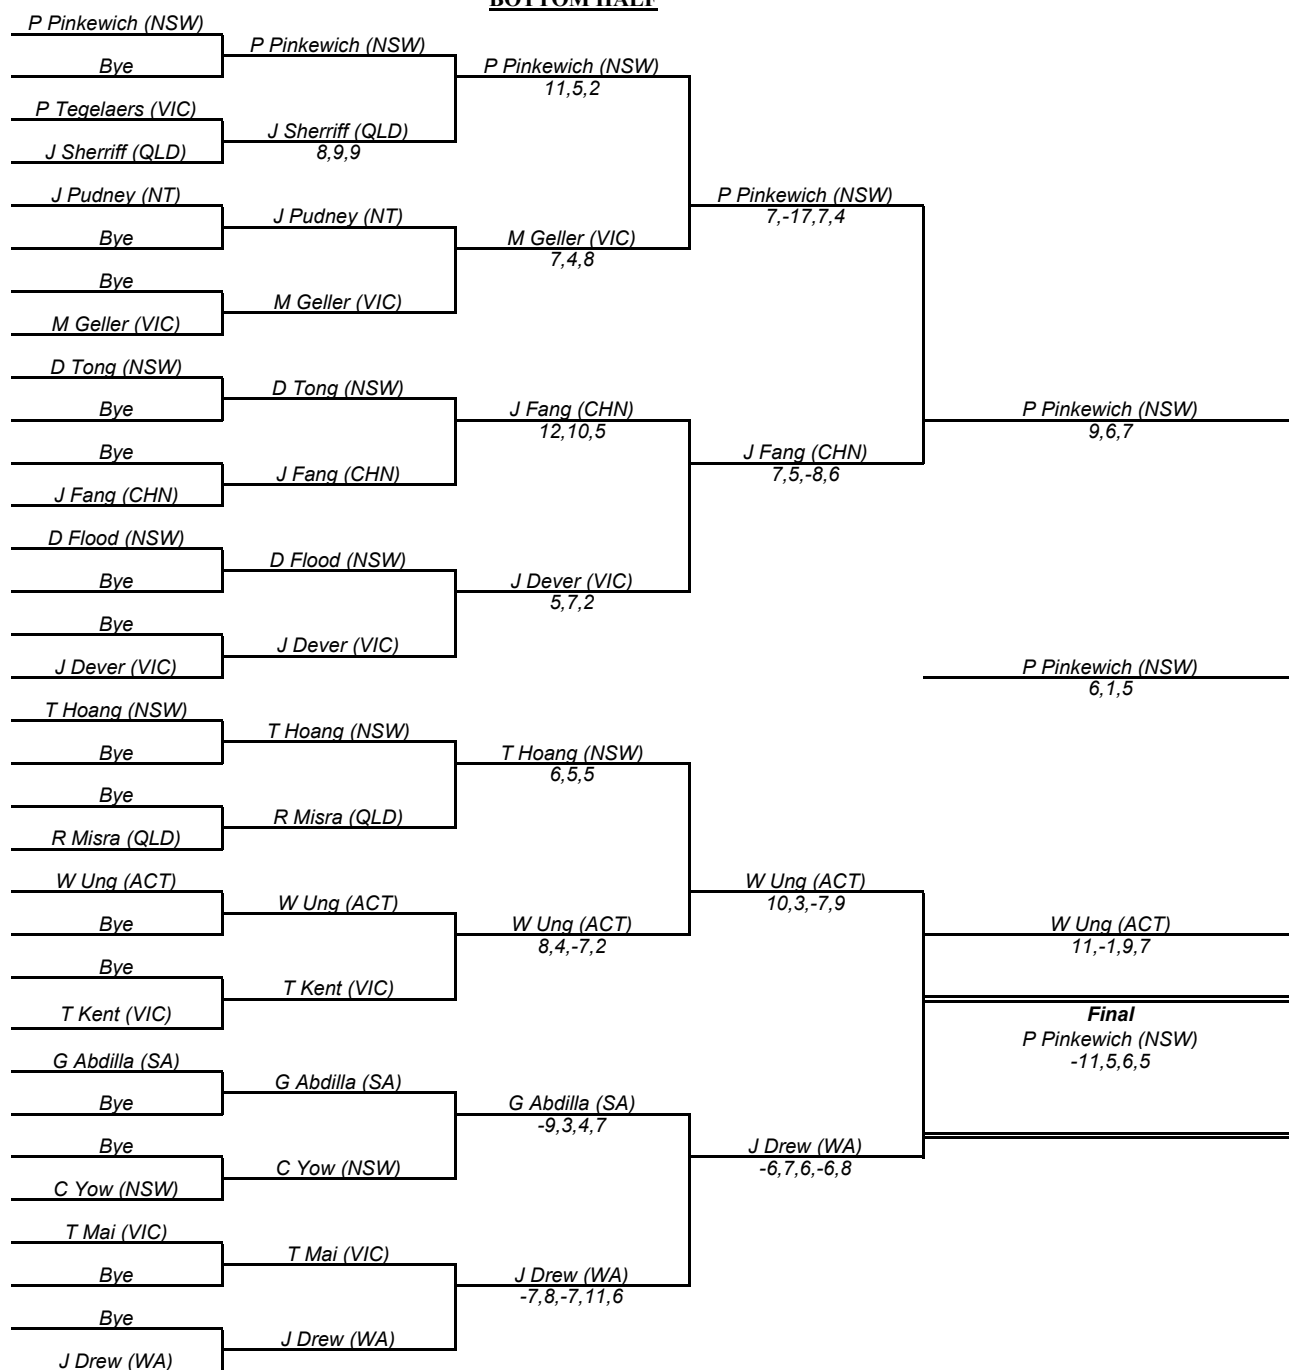 BOTTOM HALF
P Pinkewich (NSW)
Bye
P Tegelaers (VIC)
J Sherriff (QLD)
J Pudney (NT)
Bye
Bye
M Geller (VIC)
D Tong (NSW)
Bye
Bye
J Fang (CHN)
D Flood (NSW)
Bye
Bye
J Dever (VIC)
T Hoang (NSW)
Bye
Bye
R Misra (QLD)
W Ung (ACT)
Bye
Bye
T Kent (VIC)
G Abdilla (SA)
Bye
Bye
C Yow (NSW)
T Mai (VIC)
Bye
Bye
J Drew (WA)
P Pinkewich (NSW)
J Sherriff (QLD)
8,9,9
J Pudney (NT)
M Geller (VIC)
D Tong (NSW)
J Fang (CHN)
D Flood (NSW)
J Dever (VIC)
T Hoang (NSW)
R Misra (QLD)
W Ung (ACT)
T Kent (VIC)
G Abdilla (SA)
C Yow (NSW)
T Mai (VIC)
J Drew (WA)
P Pinkewich (NSW)
11,5,2
M Geller (VIC)
7,4,8
J Fang (CHN)
12,10,5
J Dever (VIC)
5,7,2
T Hoang (NSW)
6,5,5
W Ung (ACT)
8,4,-7,2
G Abdilla (SA)
-9,3,4,7
J Drew (WA)
-7,8,-7,11,6
P Pinkewich (NSW)
7,-17,7,4
J Fang (CHN)
7,5,-8,6
W Ung (ACT)
10,3,-7,9
J Drew (WA)
-6,7,6,-6,8
P Pinkewich (NSW)
9,6,7
P Pinkewich (NSW)
6,1,5
W Ung (ACT)
11,-1,9,7
Final
P Pinkewich (NSW)
-11,5,6,5